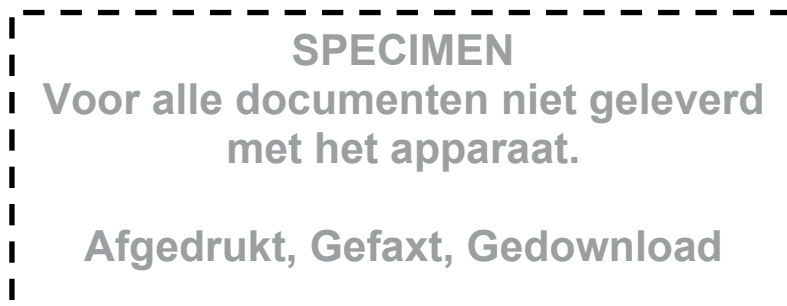 SPECIMEN
Voor alle documenten niet geleverd
met het apparaat.
Afgedrukt, Gefaxt, Gedownload